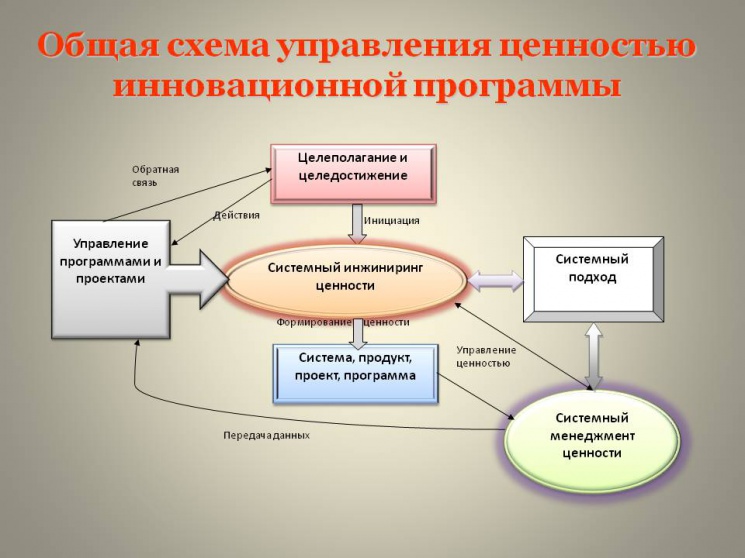 Общая схема управления ценностью
инновационной программы
Целеполагание и
целедостижение
Обратная
связь
Действия
Инициация
Управление
программами и
проектами
Системный инжиниринг
ценности
Системный
подход
Формирование ценности
Система, продукт,
проект, программа
Управление
ценностью
Системный
менеджмент
ценности
Передача данных